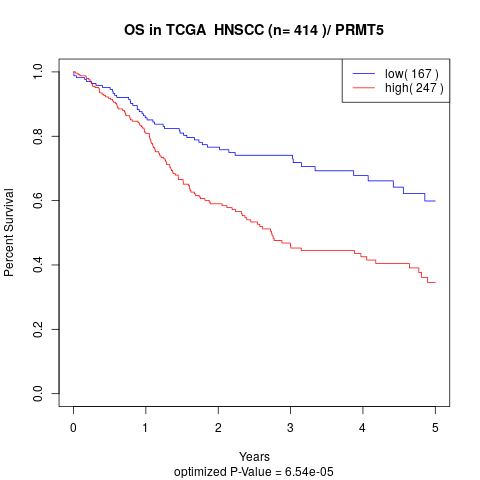 OS in TCGA  HNSCC (n= 414 )/ PRMT5
low( 167 )
high( 247 )
Percent Survival
1.0
0.8
0.6
0.4
0.2
0.0
0 1 2 3 4 5
Years
optimized P-Value = 6.54e-05